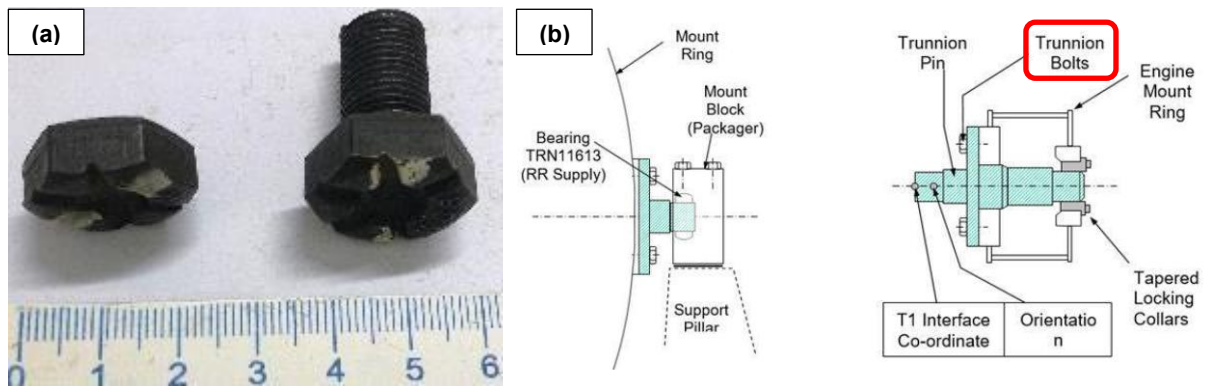 (a)
0 1 2 3 4 5 6
(b)
Mount
Ring
Mount
Block
(Packager)
Bearing
TRN11613
(RR Supply)
Support
Pillar
Trunnion
Pin
Trunnion
Bolts
Engine
Mount
Ring
Tapered
Locking
Collars
T1 Interface
Co-ordinate
Orientatio
n